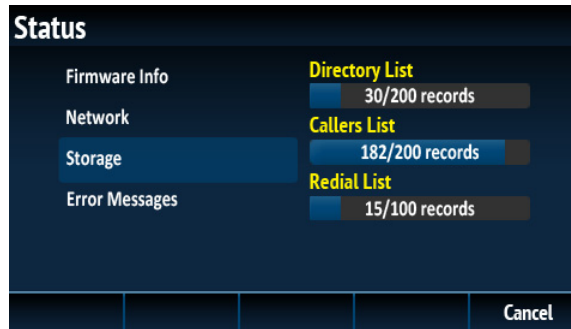 Status
Firmware Info
Network
Storage
Error Messages
Directory List
30/200 records
Callers List
182/200 records
Redial List
15/100 records
Cancel